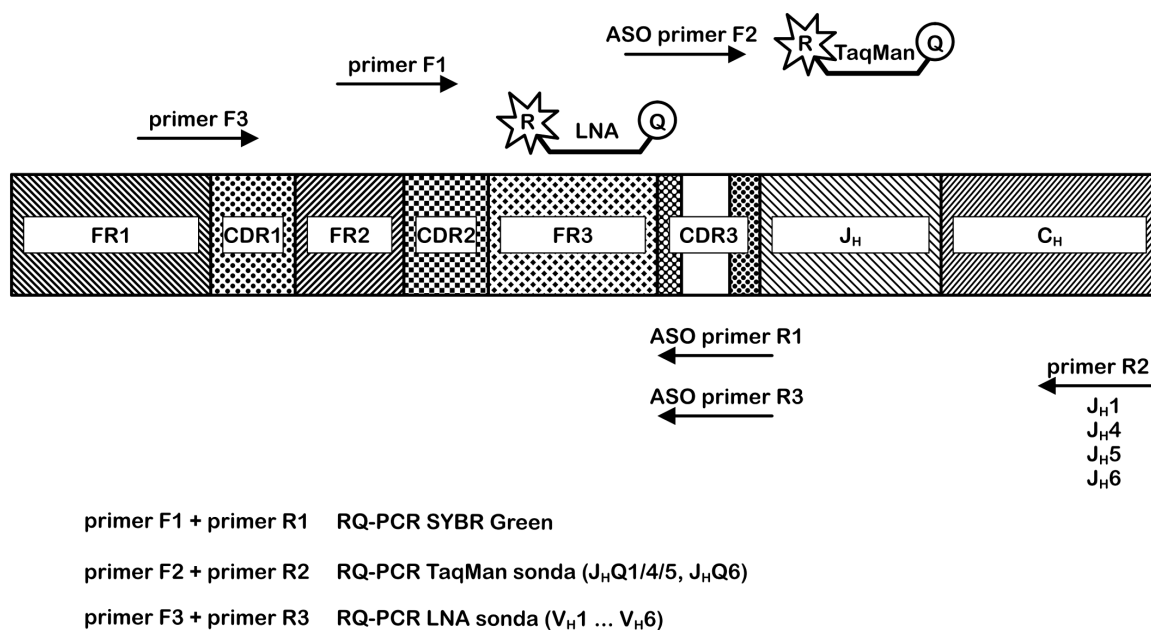 ASO primer F2
R TaqMan Q
primer F1
R LNA Q
primer F3
FR1 CDR1 FR2 CDR2 FR3 CDR3 JH CH
ASO primer R1
primer R2
ASO primer R3
JH1
JH4
JH5
JH6
primer F1 + primer R1 RQ-PCR SYBR Green
primer F2 + primer R2 RQ-PCR TaqMan sonda (JHQ1/4/5, JHQ6)
primer F3 + primer R3 RQ-PCR LNA sonda (VH1 ... VH6)